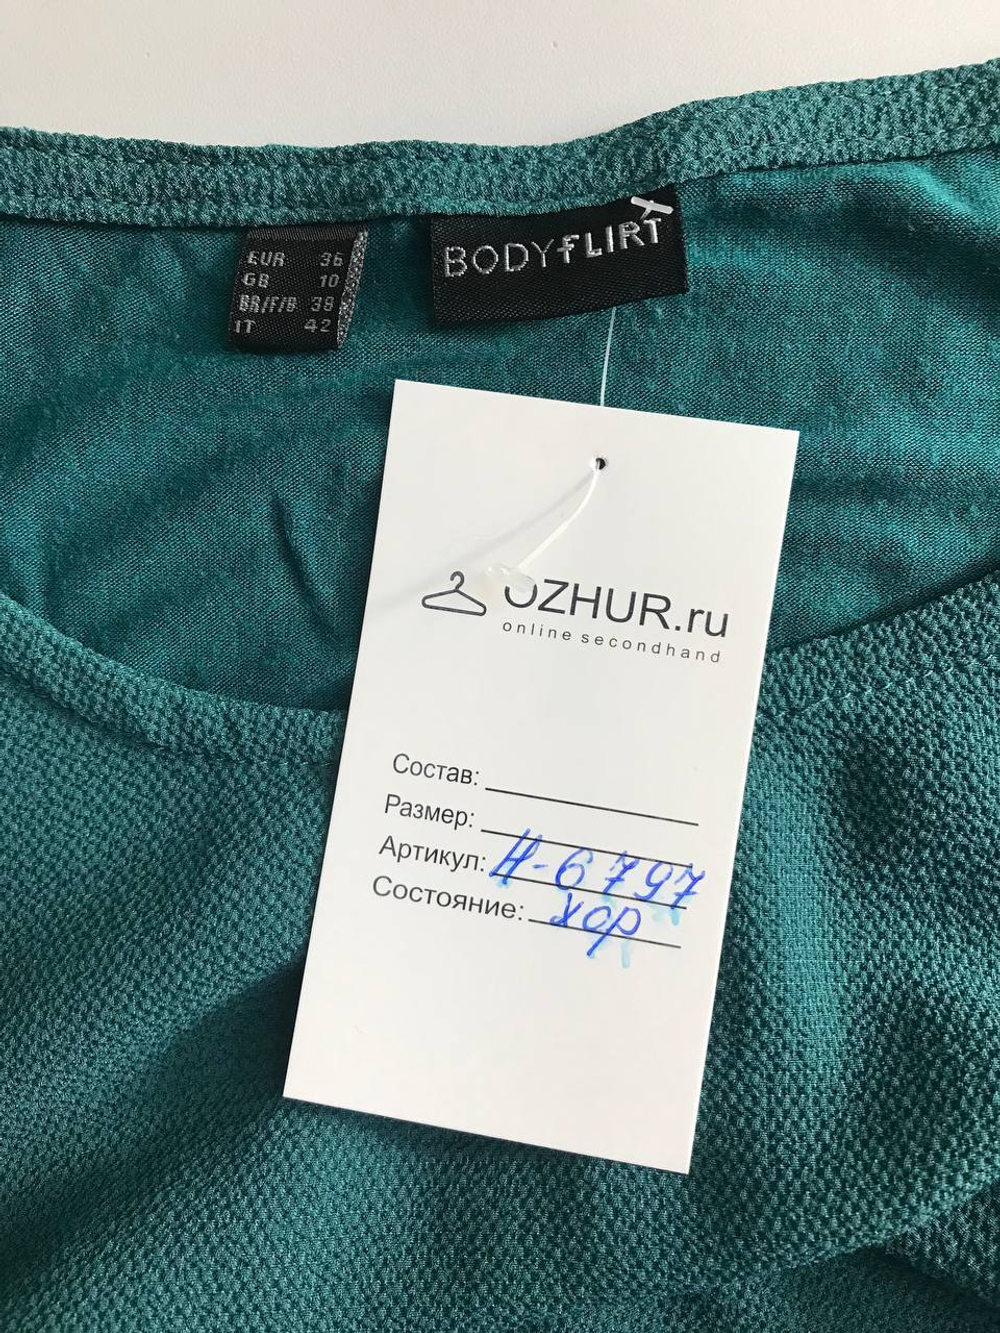 EUR 36
GB 10
BR/F/B 38
IT 42
BODYFLIRT
OZHUR.ru
online secondhand
Состав:
Размер:
Артикул: Н-6797
Состояние: хор